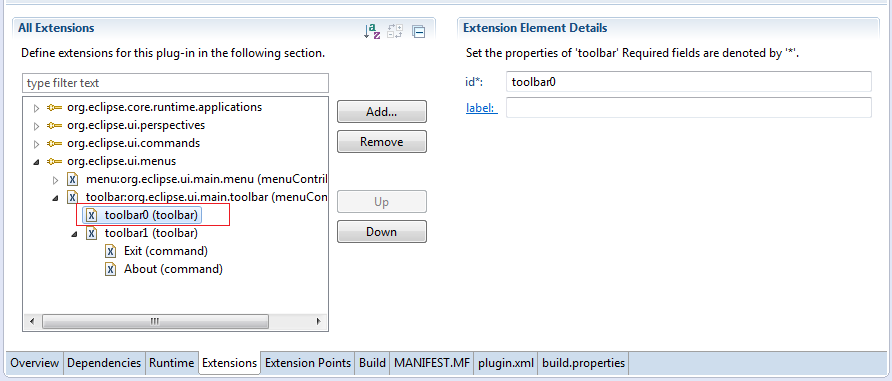 All Extensions
Define extensions for this plug-in in the following section.
type filter text
org.eclipse.core.runtime.applications
org.eclipse.ui.perspectives
org.eclipse.ui.commands
org.eclipse.ui.menus
menu:org.eclipse.ui.main.menu (menuContril
toolbar:org.eclipse.ui.main.toolbar (menuCon
toolbar0 (toolbar)
toolbar1 (toolbar)
Exit (command)
About (command)
Add...
Remove
Up
Down
Extension Element Details
Set the properties of 'toolbar' Required fields are denoted by '*'.
id*: toolbar0
label:
Overview Dependencies Runtime Extensions Extension Points Build MANIFEST.MF plugin.xml build.properties